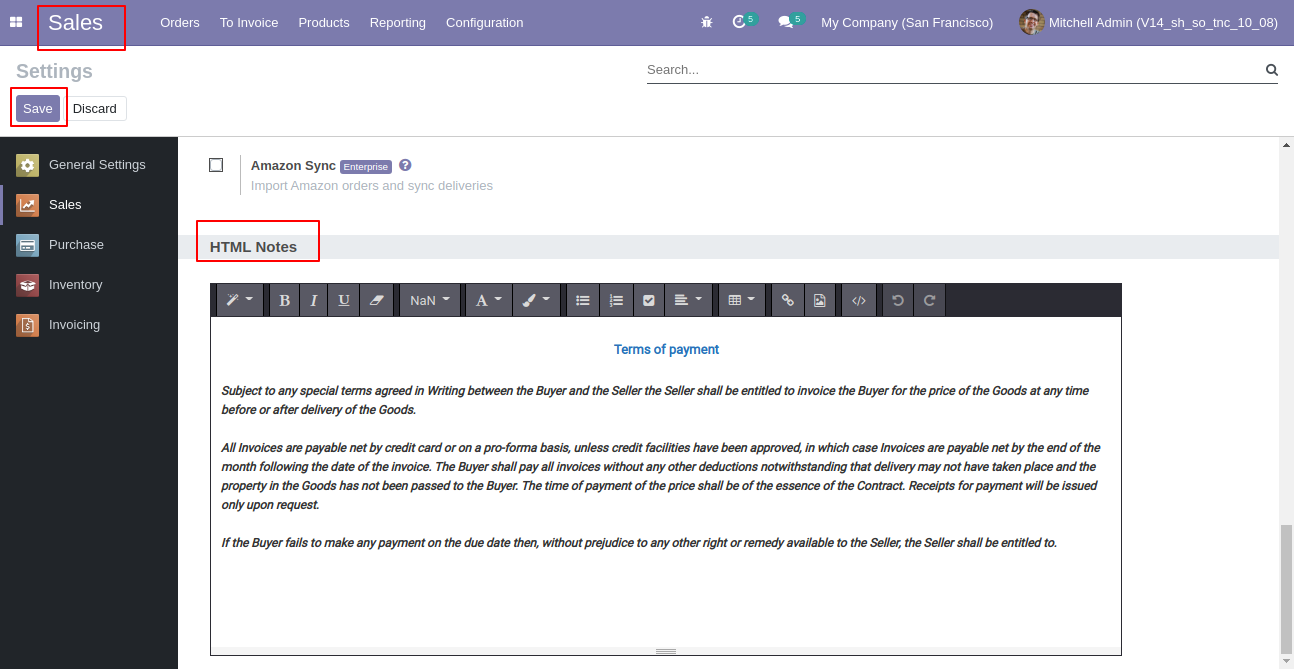 Sales Orders To Invoice Products Reporting Configuration 5 5 My Company (San Francisco) Mitchell Admin (V14_sh_so_tnc_10_08)
Settings
Search...
Save Discard
General Settings
Sales
Purchase
Inventory
Invoicing
Amazon Sync Enterprise ?
Import Amazon orders and sync deliveries
HTML Notes
B I U NaN A
Terms of payment
Subject to any special terms agreed in Writing between the Buyer and the Seller the Seller shall be entitled to invoice the Buyer for the price of the Goods at any time
before or after delivery of the Goods.
All Invoices are payable net by credit card or on a pro-forma basis, unless credit facilities have been approved, in which case Invoices are payable net by the end of the
month following the date of the invoice. The Buyer shall pay all invoices without any other deductions notwithstanding that delivery may not have taken place and the
property in the Goods has not been passed to the Buyer. The time of payment of the price shall be of the essence of the Contract. Receipts for payment will be issued
only upon request.
If the Buyer fails to make any payment on the due date then, without prejudice to any other right or remedy available to the Seller, the Seller shall be entitled to.